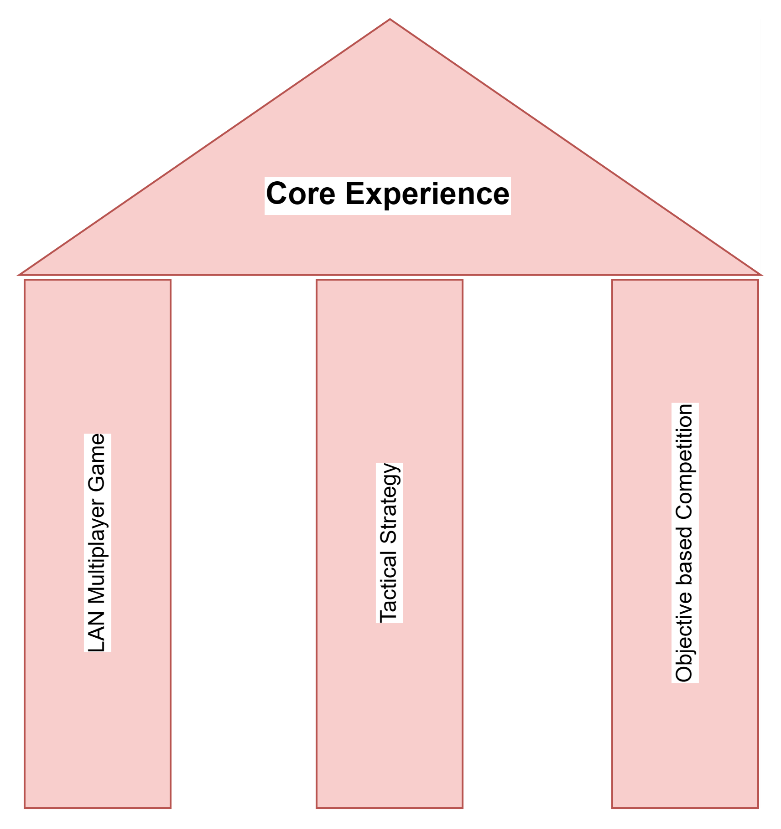 Core Experience
LAN Multiplayer Game
Tactical Strategy
Objective based Competition